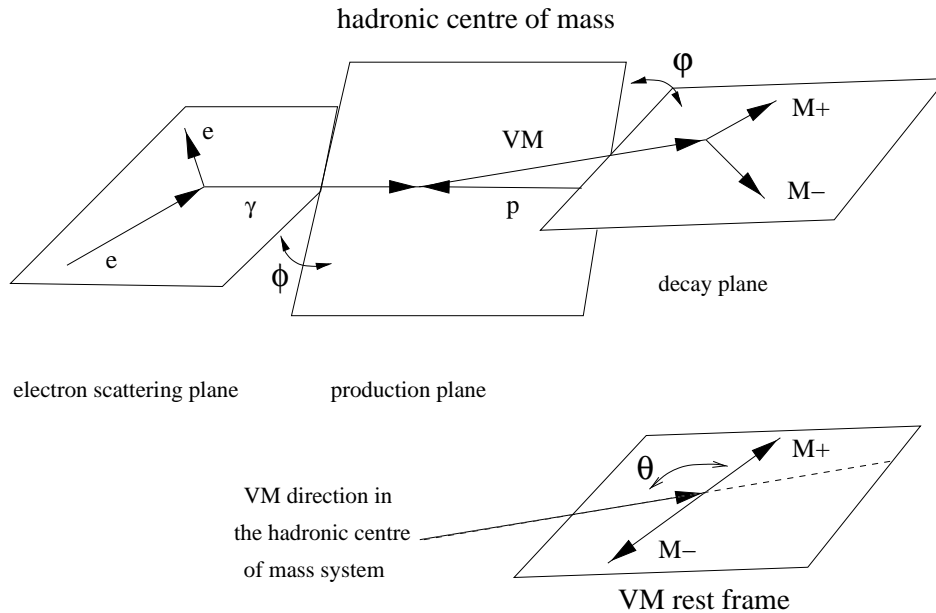 hadronic centre of mass
φ
e
VM
M+
M−
γ
p
e
ϕ
decay plane
electron scattering plane
production plane
θ
M+
VM direction in
the hadronic centre
of mass system
M−
VM rest frame